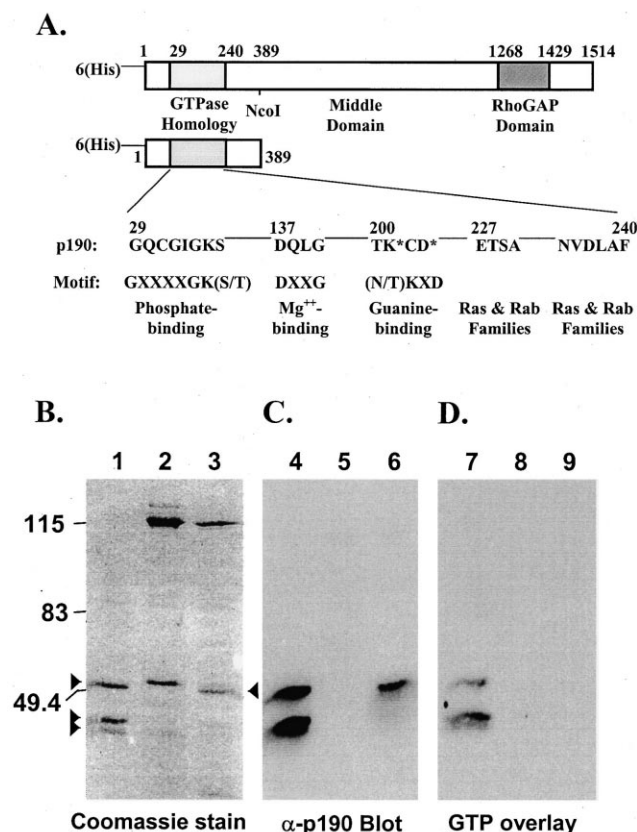 A.
1 29 240 389 1268 1429 1514
6(His)
GTPase Homology NcoI Middle Domain RhoGAP Domain
6(His)
1 389
29 137 200 227 240
p190: GQCGIGKS DQLG TK*CD* ETSA NVDLAF
Motif: GXXXXGK(S/T) DXXG (N/T)KXD
Phosphate- Mg++- Guanine- Ras & Rab Ras & Rab
binding binding binding Families Families
B. C. D.
1 2 3 4 5 6 7 8 9
115
83
49.4
Coomassie stain α-p190 Blot GTP overlay